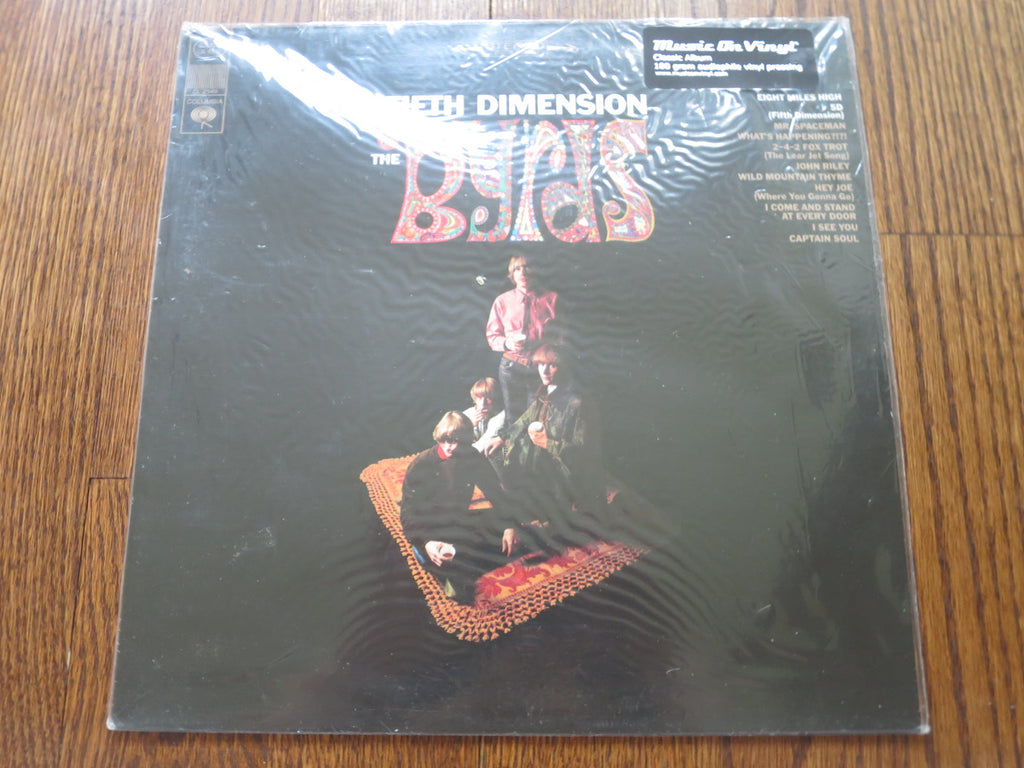 STEREO
COLUMBIA
Music On Vinyl
Classic Album
180 gram audiophile vinyl pressing
FIFTH DIMENSION
THE
Byrds
EIGHT MILES HIGH
5D
(Fifth Dimension)
MR. SPACEMAN
WHAT'S HAPPENING?!?!
2-4-2 FOX TROT
(The Lear Jet Song)
JOHN RILEY
WILD MOUNTAIN THYME
HEY JOE
(Where You Gonna Go)
I COME AND STAND
AT EVERY DOOR
I SEE YOU
CAPTAIN SOUL